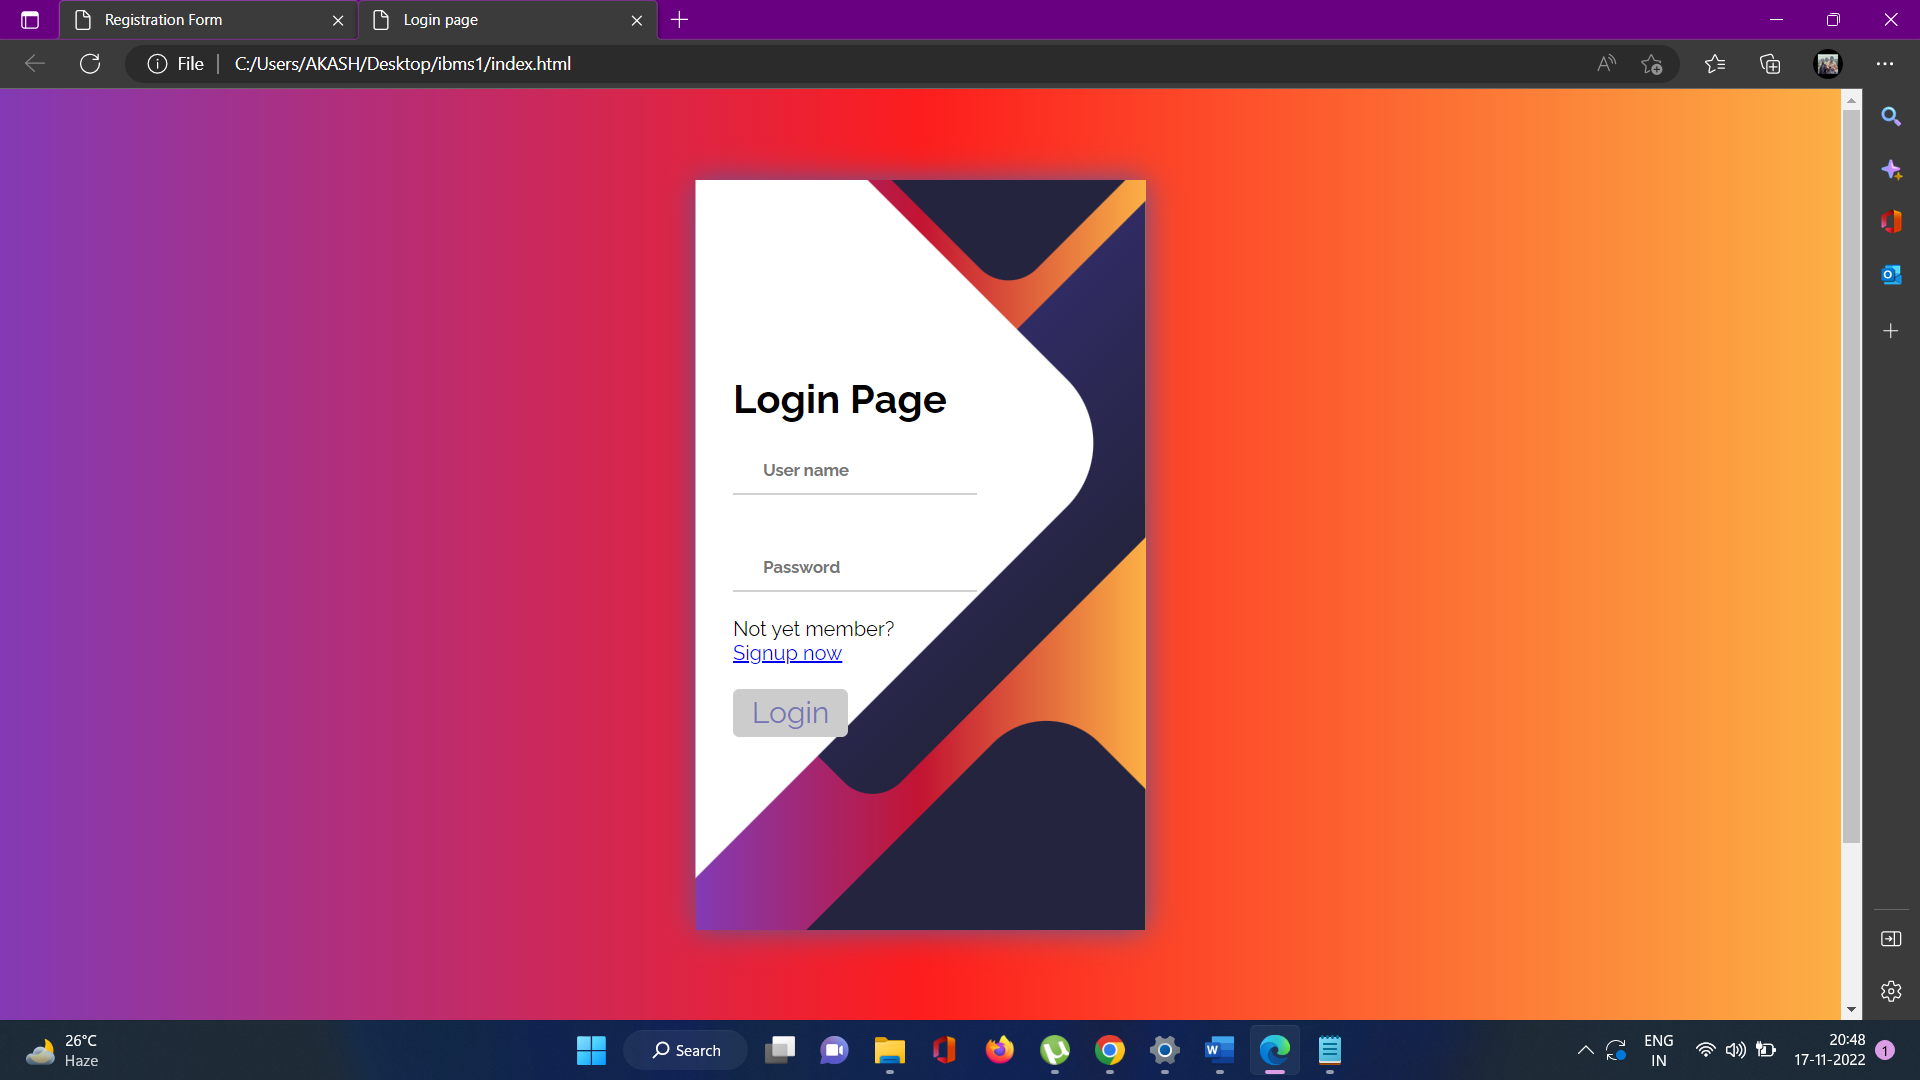 Registration Form
Login page
File
C:/Users/AKASH/Desktop/ibms1/index.html
Login Page
User name
Password
Not yet member?
Signup now
Login
26°C
Haze
Search
ENG
IN
20:48
17-11-2022
1